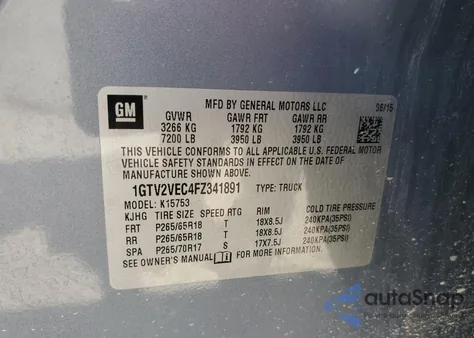 GM
MFD BY GENERAL MOTORS LLC 06/15
GVWR GAWR FRT GAWR RR
3266 KG 1792 KG 1792 KG
7200 LB 3950 LB 3950 LB
THIS VEHICLE CONFORMS TO ALL APPLICABLE U.S. FEDERAL MOTOR
VEHICLE SAFETY STANDARDS IN EFFECT ON THE DATE OF
MANUFACTURE SHOWN ABOVE.
1GTV2VEC4FZ341891 TYPE: TRUCK
MODEL: K15753
KJHG TIRE SIZE SPEED RTG RIM COLD TIRE PRESSURE
FRT P265/65R18 T 18X8.5J 240KPA(35PSI)
RR P265/65R18 T 18X8.5J 240KPA(35PSI)
SPA P265/70R17 S 17X7.5J 240KPA(35PSI)
SEE OWNER'S MANUAL FOR MORE INFORMATION.
autoSnap